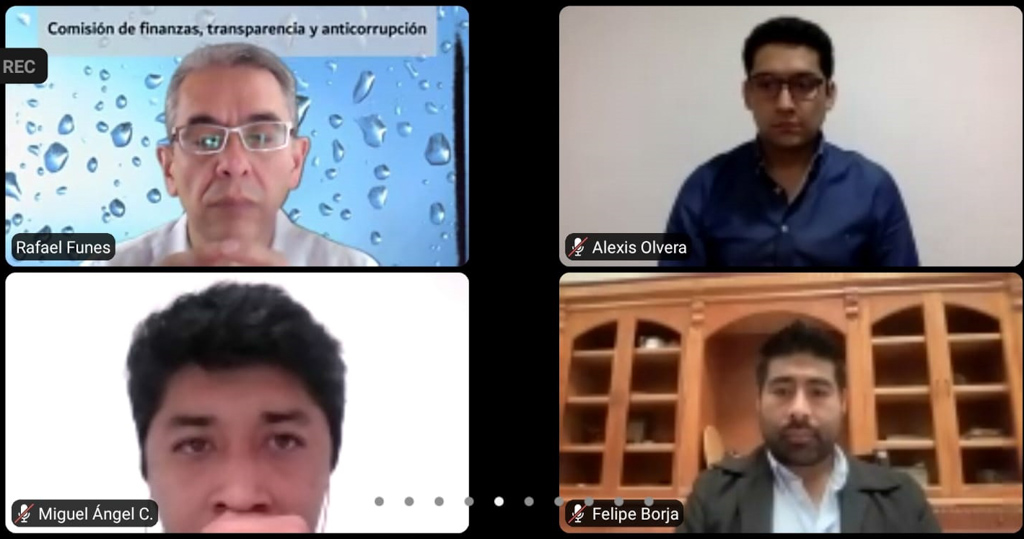 Comisión de finanzas, transparencia y anticorrupción
REC
Rafael Funes
Alexis Olvera
Miguel Ángel C.
Felipe Borja